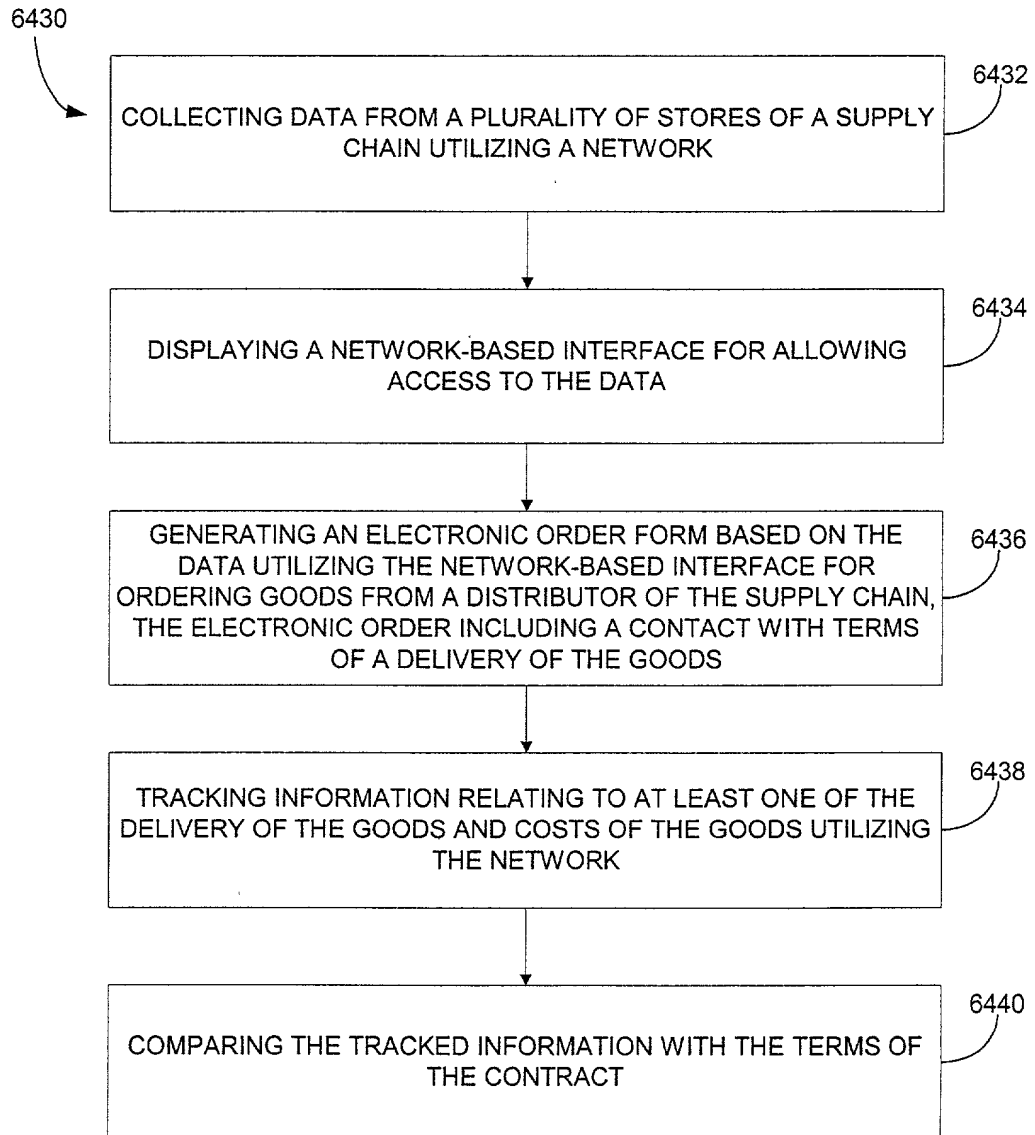 6430
6432
COLLECTING DATA FROM A PLURALITY OF STORES OF A SUPPLY
CHAIN UTILIZING A NETWORK
6434
DISPLAYING A NETWORK-BASED INTERFACE FOR ALLOWING
ACCESS TO THE DATA
6436
GENERATING AN ELECTRONIC ORDER FORM BASED ON THE
DATA UTILIZING THE NETWORK-BASED INTERFACE FOR
ORDERING GOODS FROM A DISTRIBUTOR OF THE SUPPLY CHAIN,
THE ELECTRONIC ORDER INCLUDING A CONTACT WITH TERMS
OF A DELIVERY OF THE GOODS
6438
TRACKING INFORMATION RELATING TO AT LEAST ONE OF THE
DELIVERY OF THE GOODS AND COSTS OF THE GOODS UTILIZING
THE NETWORK
6440
COMPARING THE TRACKED INFORMATION WITH THE TERMS OF
THE CONTRACT